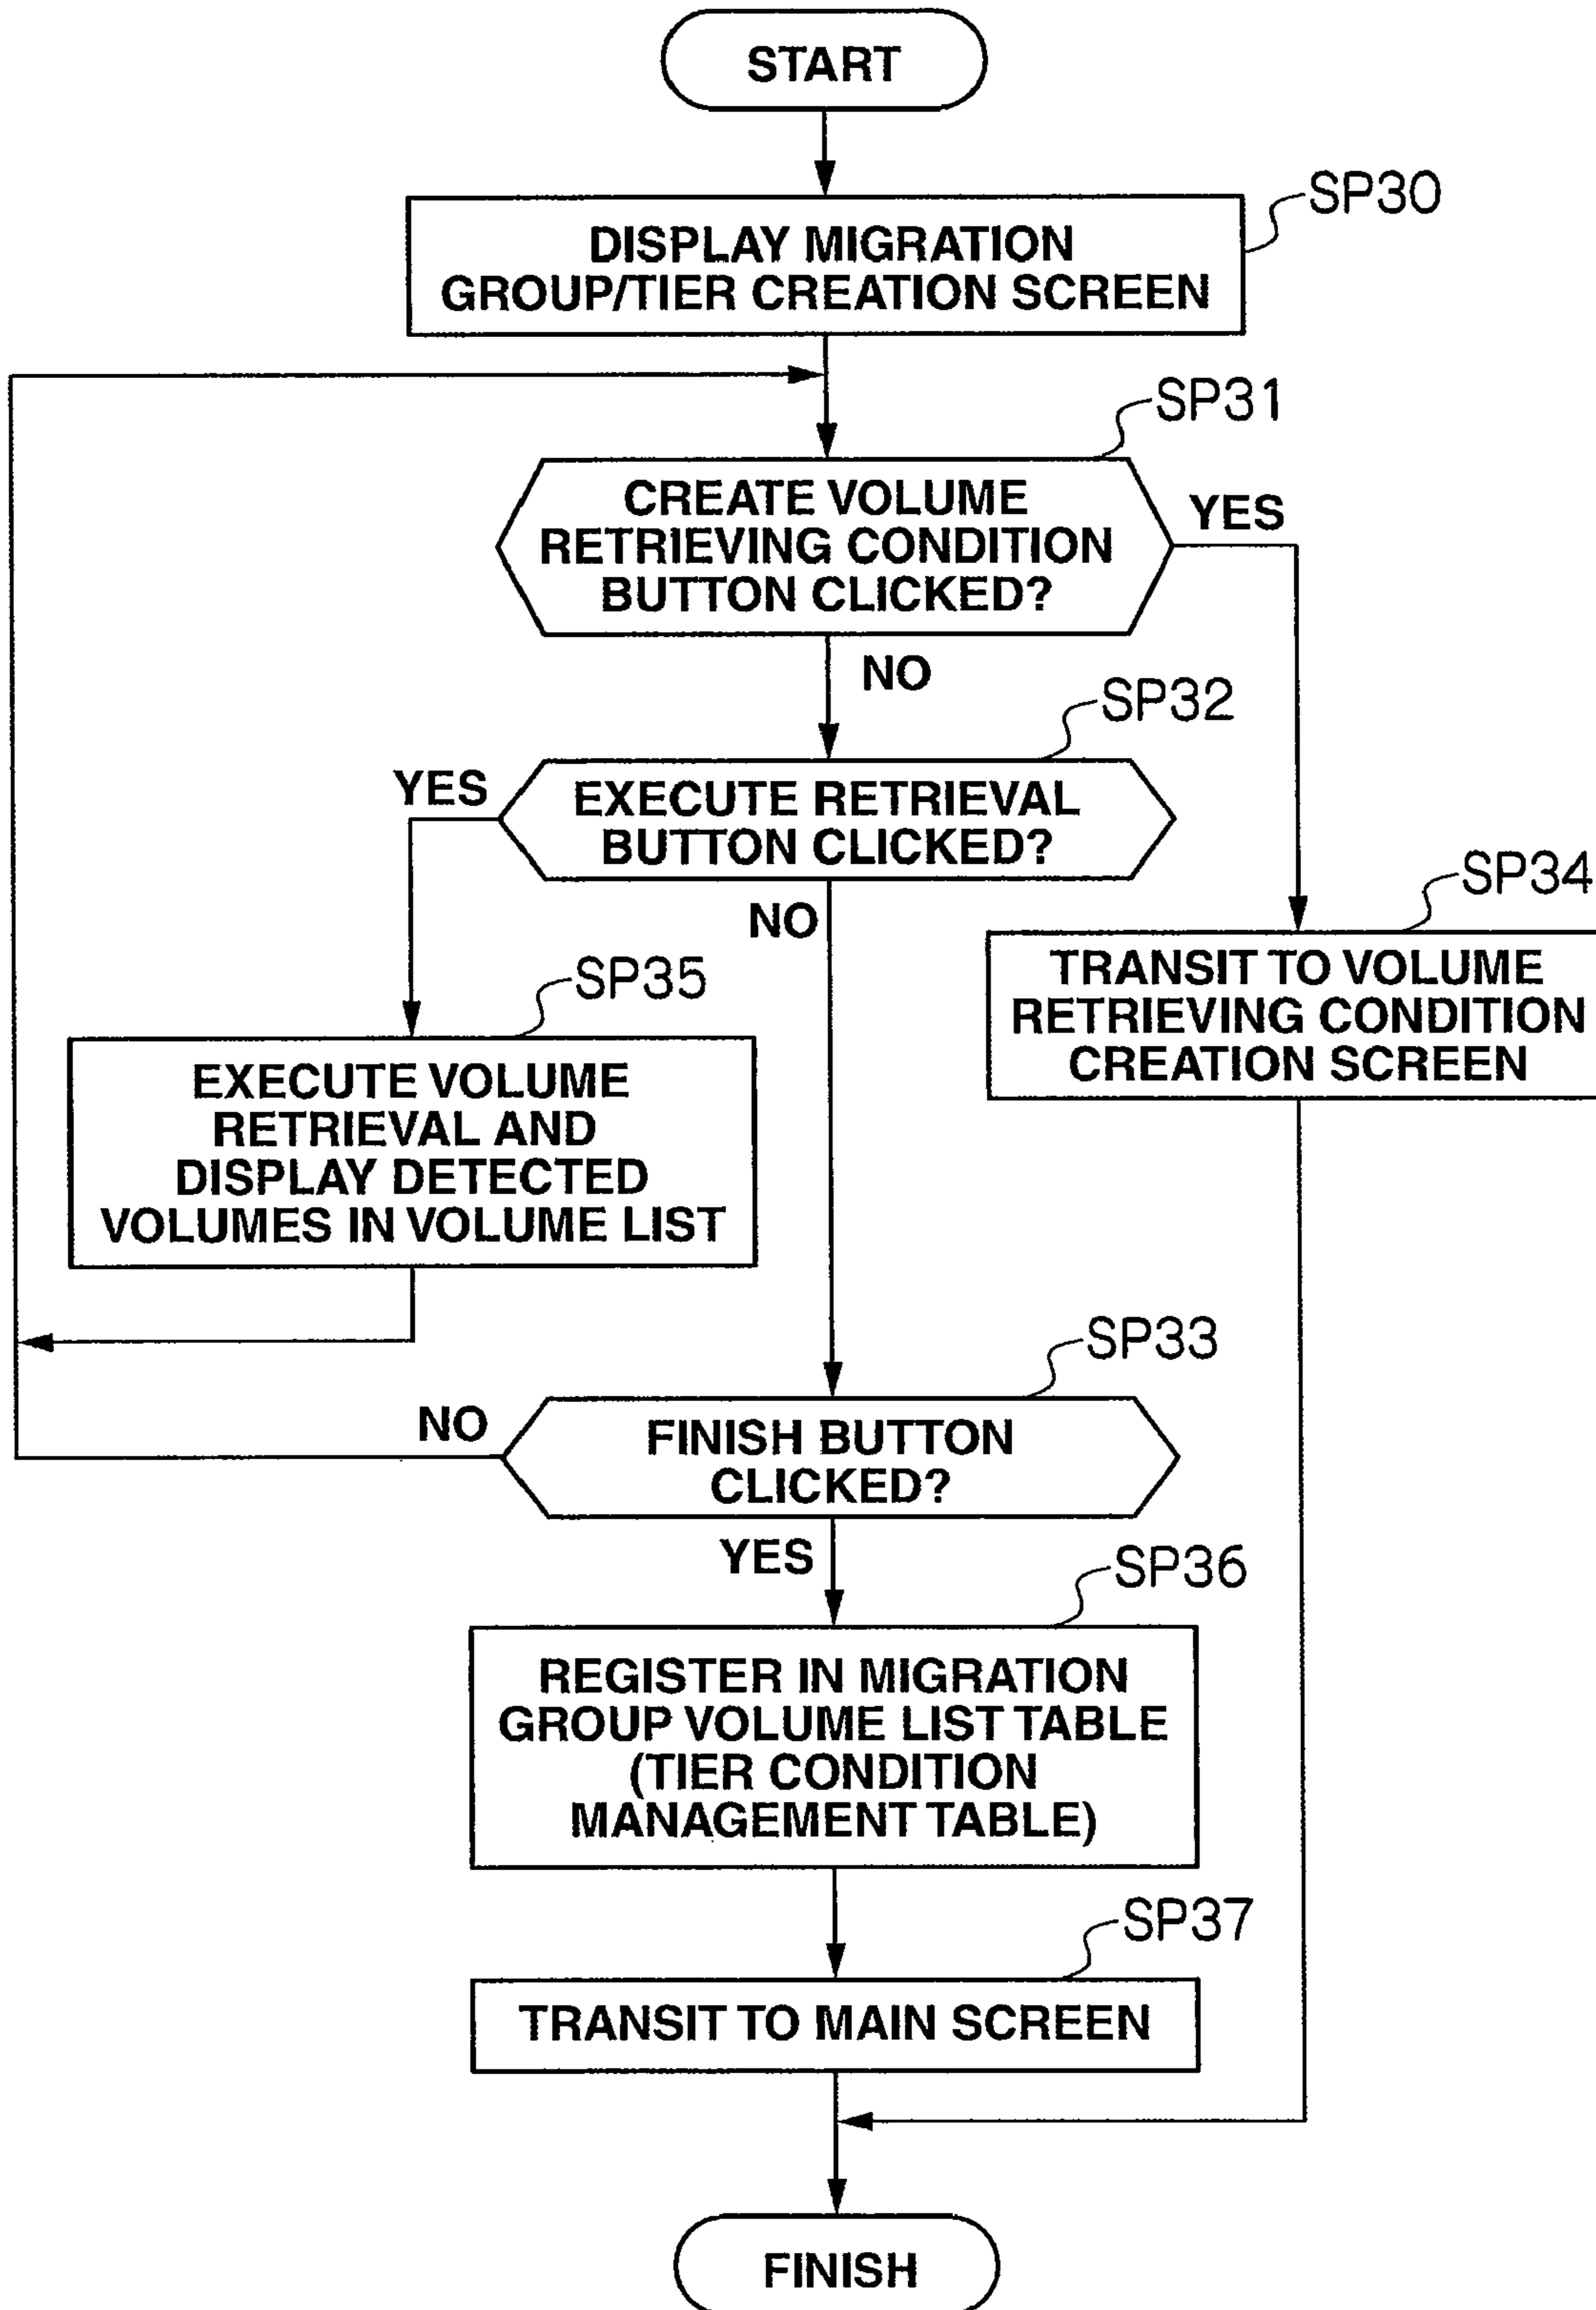 START
SP30
DISPLAY MIGRATION
GROUP/TIER CREATION SCREEN
SP31
CREATE VOLUME
RETRIEVING CONDITION
BUTTON CLICKED?
YES
NO
SP32
YES
EXECUTE RETRIEVAL
BUTTON CLICKED?
NO
SP34
TRANSIT TO VOLUME
RETRIEVING CONDITION
CREATION SCREEN
SP35
EXECUTE VOLUME
RETRIEVAL AND
DISPLAY DETECTED
VOLUMES IN VOLUME LIST
SP33
NO
FINISH BUTTON
CLICKED?
YES
SP36
REGISTER IN MIGRATION
GROUP VOLUME LIST TABLE
(TIER CONDITION
MANAGEMENT TABLE)
SP37
TRANSIT TO MAIN SCREEN
FINISH